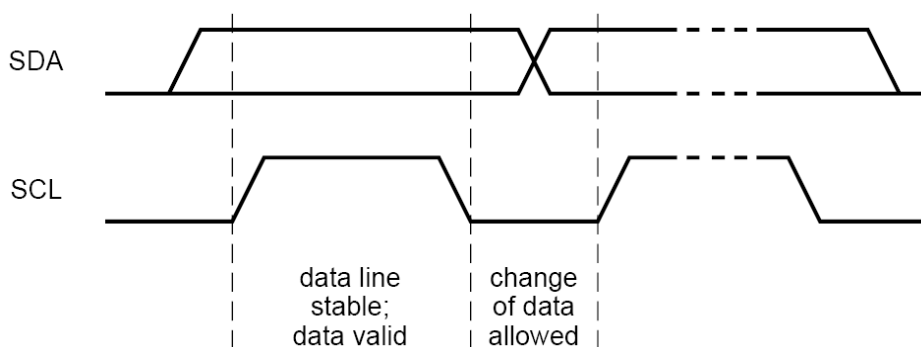 SDA
SCL
data line
stable;
data valid
change
of data
allowed